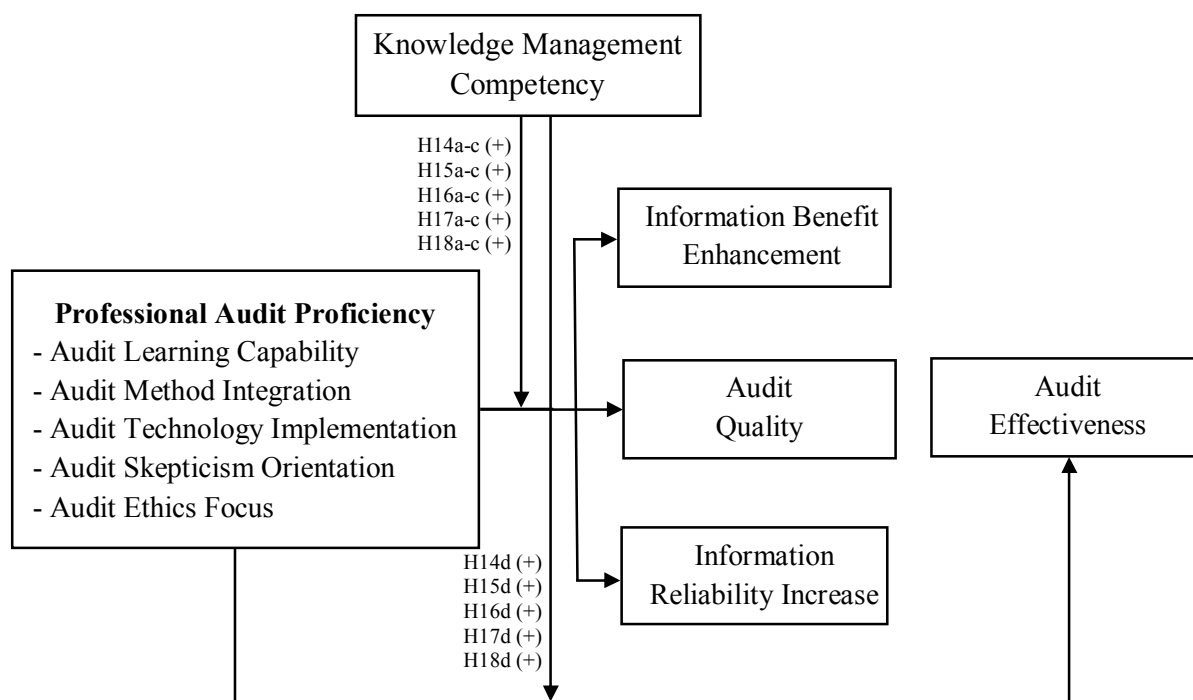 Knowledge Management
Competency
H14a-c (+)
H15a-c (+)
H16a-c (+)
H17a-c (+)
H18a-c (+)
Information Benefit
Enhancement
Professional Audit Proficiency
- Audit Learning Capability
- Audit Method Integration
- Audit Technology Implementation
- Audit Skepticism Orientation
- Audit Ethics Focus
Audit
Quality
Audit
Effectiveness
Information
Reliability Increase
H14d (+)
H15d (+)
H16d (+)
H17d (+)
H18d (+)